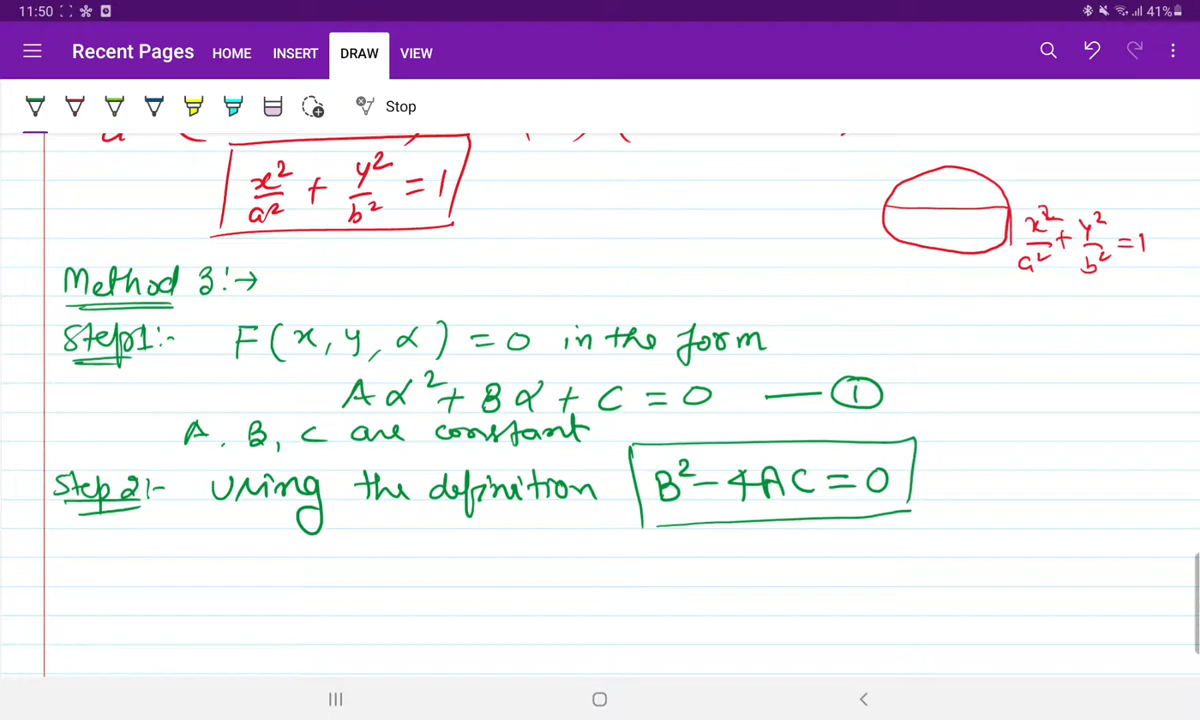 11:50 41%
Recent Pages HOME INSERT DRAW VIEW
Stop
x²/a² + y²/b² = 1
x²/a² + y²/b² = 1
Method 3:→
Step1:- F(x, y, α) = 0 in the form
Aα² + Bα + C = 0 — ①
A, B, C are constant
Step 2:- Using the definition B² - 4AC = 0